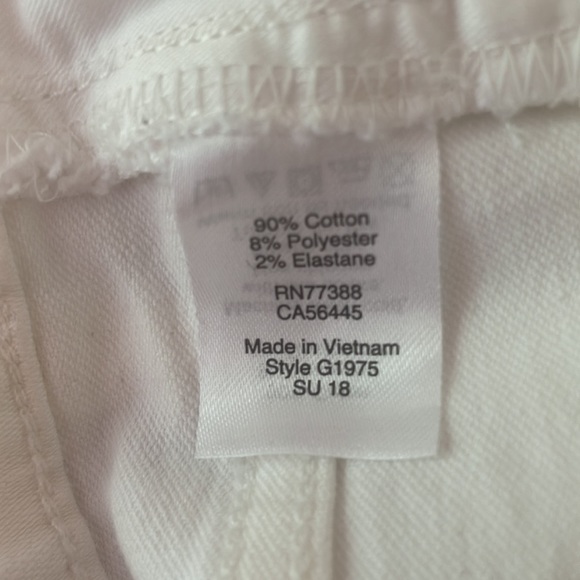 90% Cotton
8% Polyester
2% Elastane
RN77388
CA56445
Made in Vietnam
Style G1975
SU 18